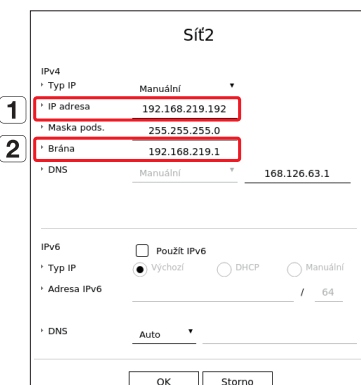 Síť2
IPv4
Typ IP Manuální
1 IP adresa 192.168.219.192
Maska pods. 255.255.255.0
2 Brána 192.168.219.1
DNS Manuální 168.126.63.1
IPv6 Použít IPv6
Typ IP Výchozí DHCP Manuální
Adresa IPv6 / 64
DNS Auto
OK Storno